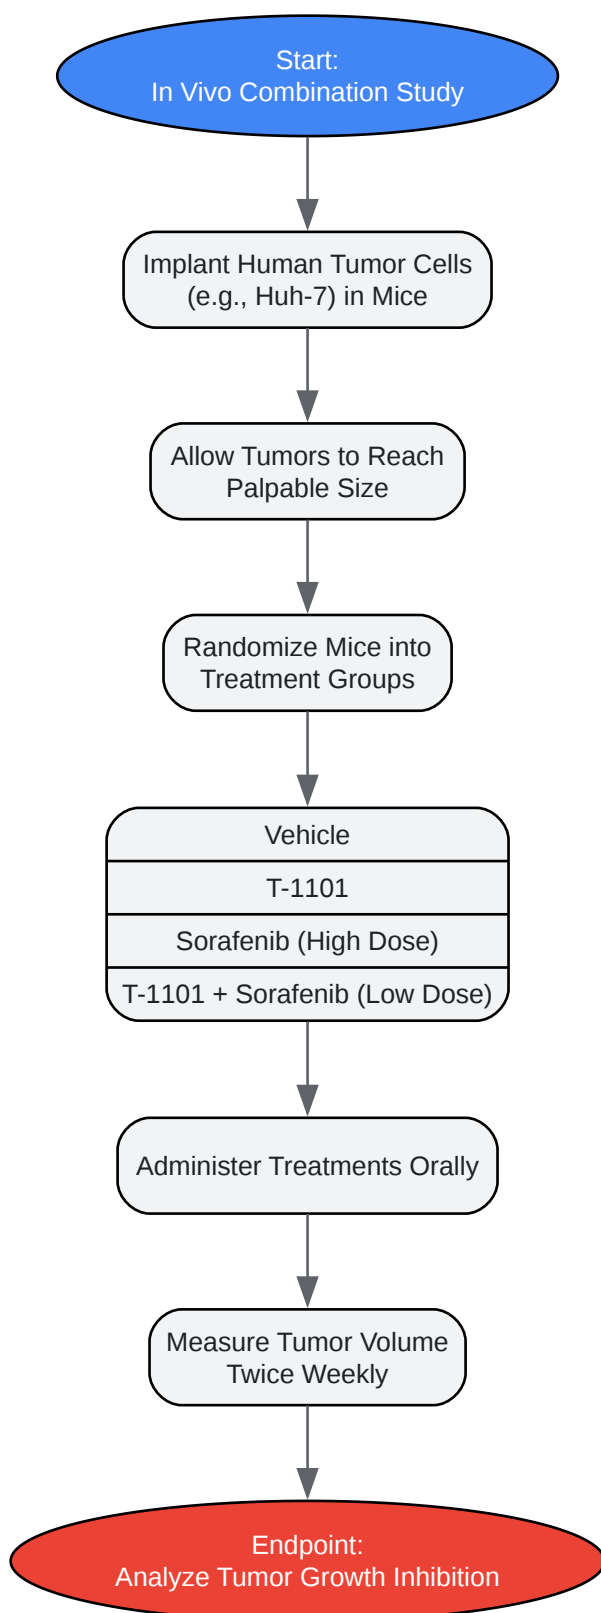 Start:
In Vivo Combination Study
Implant Human Tumor Cells
(e.g., Huh-7) in Mice
Allow Tumors to Reach
Palpable Size
Randomize Mice into
Treatment Groups
Vehicle
T-1101
Sorafenib (High Dose)
T-1101 + Sorafenib (Low Dose)
Administer Treatments Orally
Measure Tumor Volume
Twice Weekly
Endpoint:
Analyze Tumor Growth Inhibition